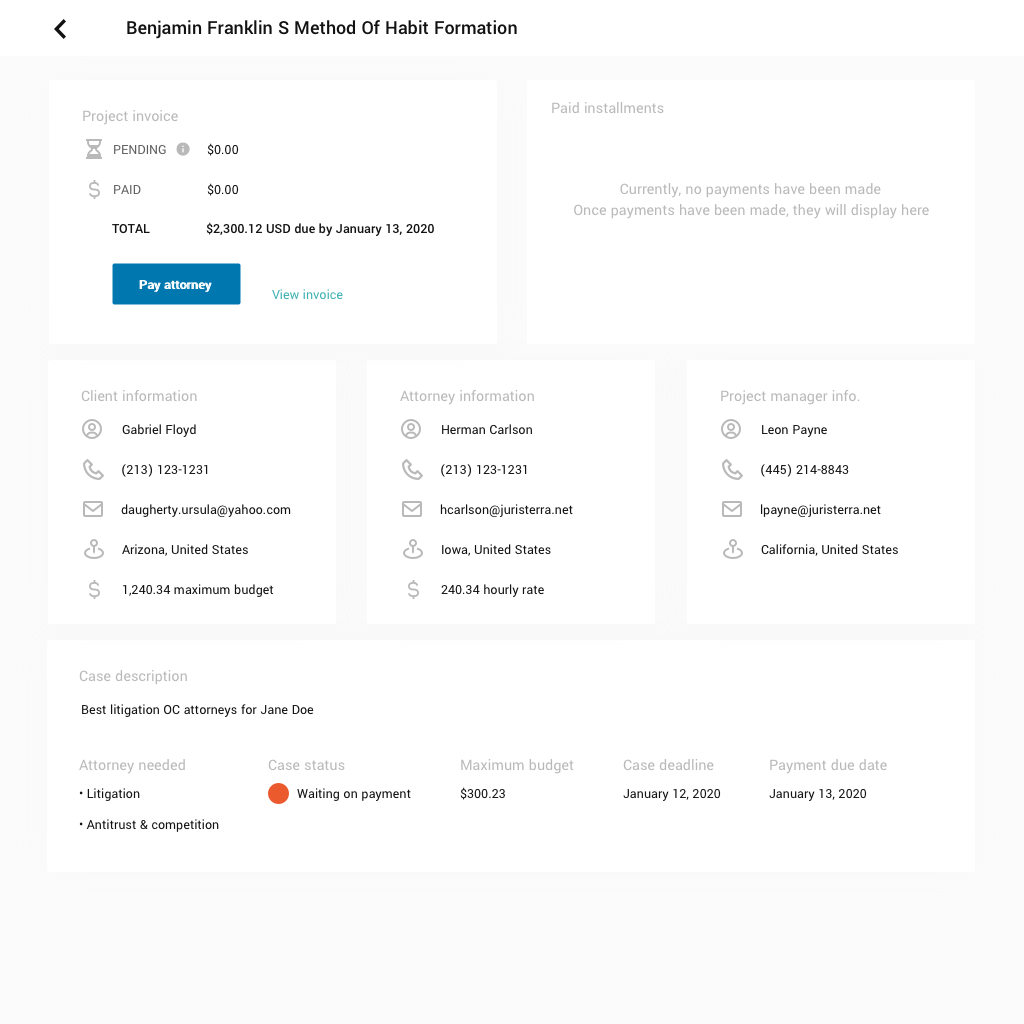 Benjamin Franklin S Method Of Habit Formation
Project invoice
PENDING $0.00
PAID $0.00
TOTAL $2,300.12 USD due by January 13, 2020
Pay attorney
View invoice
Paid installments
Currently, no payments have been made
Once payments have been made, they will display here
Client information
Gabriel Floyd
(213) 123-1231
daugherty.ursula@yahoo.com
Arizona, United States
1,240.34 maximum budget
Attorney information
Herman Carlson
(213) 123-1231
hcarlson@juristerra.net
Iowa, United States
240.34 hourly rate
Project manager info.
Leon Payne
(445) 214-8843
lpayne@juristerra.net
California, United States
Case description
Best litigation OC attorneys for Jane Doe
Attorney needed
• Litigation
• Antitrust & competition
Case status
Waiting on payment
Maximum budget
$300.23
Case deadline
January 12, 2020
Payment due date
January 13, 2020